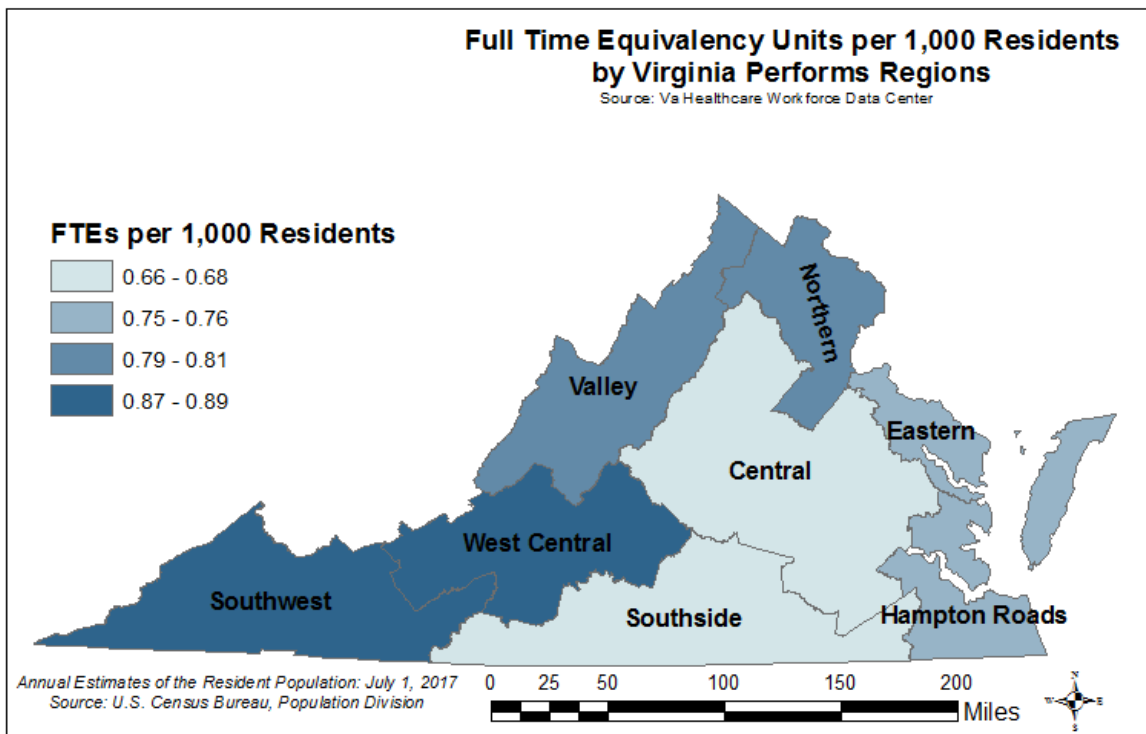 Full Time Equivalency Units per 1,000 Residents
by Virginia Performs Regions
Source: Va Healthcare Workforce Data Center
FTEs per 1,000 Residents
0.66 - 0.68
0.75 - 0.76
0.79 - 0.81
0.87 - 0.89
Northern
Valley
Eastern
Central
West Central
Southwest
Southside
Hampton Roads
Annual Estimates of the Resident Population: July 1, 2017
Source: U.S. Census Bureau, Population Division
0 25 50 100 150 200
Miles
N
W E
S